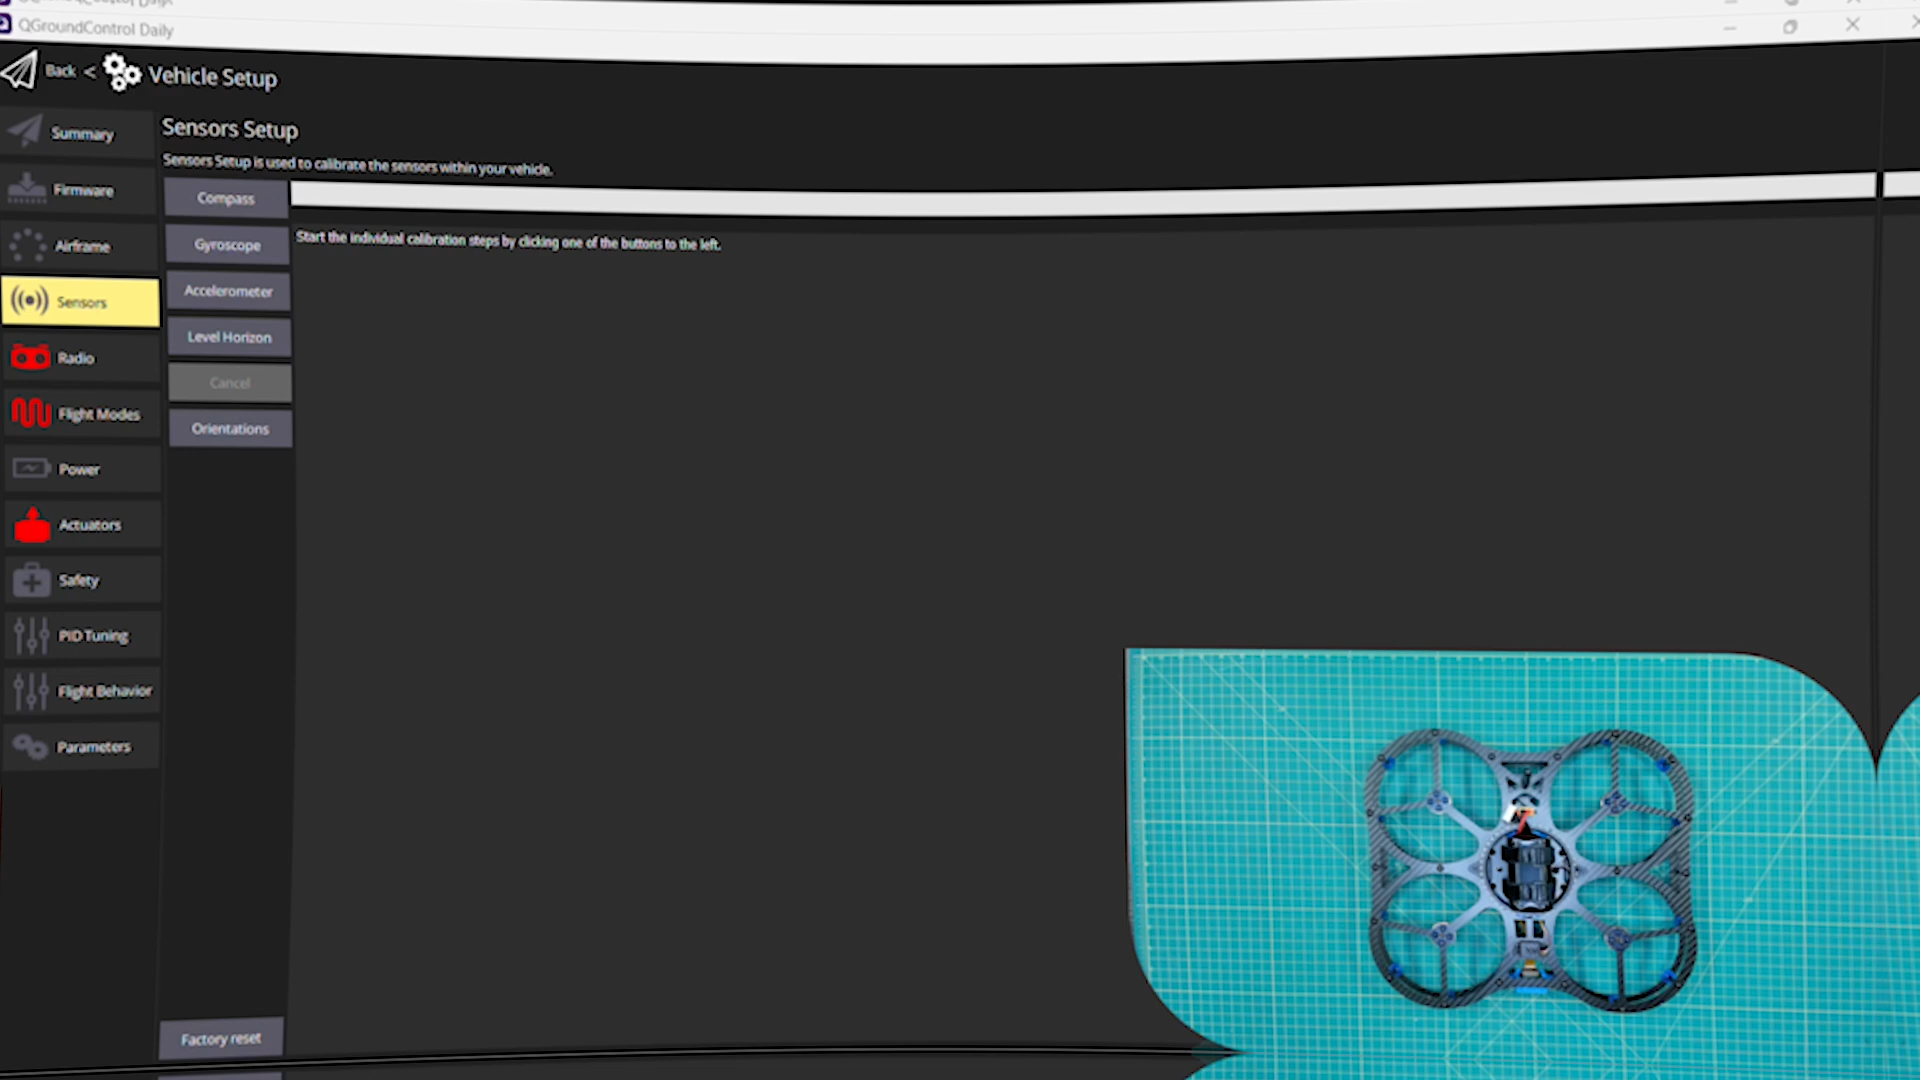 QGroundControl Daily
Back < Vehicle Setup
Summary
Firmware
Airframe
Sensors
Radio
Flight Modes
Power
Actuators
Safety
PID Tuning
Flight Behavior
Parameters
Sensors Setup
Sensors Setup is used to calibrate the sensors within your vehicle.
Compass
Gyroscope
Accelerometer
Level Horizon
Cancel
Orientations
Factory reset
Start the individual calibration steps by clicking one of the buttons to the left.